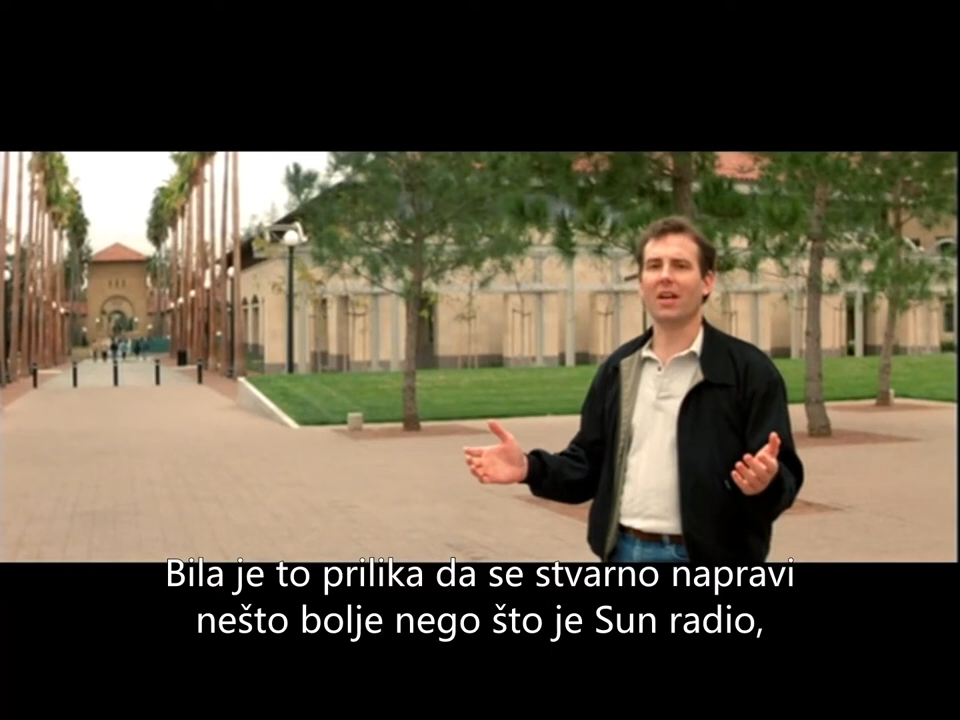 Bila je to prilika da se stvarno napravi
nešto bolje nego što je Sun radio,